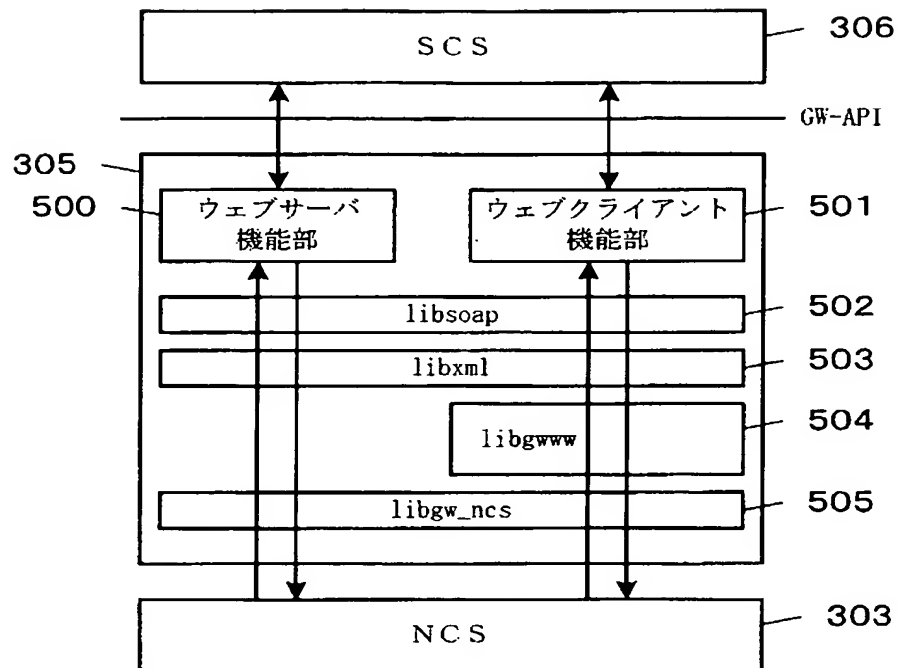 SCS
306
GW-API
305
500
ウェブサーバ
機能部
ウェブクライアント
機能部
501
libsoap
502
libxml
503
libgwww
504
libgw_ncs
505
NCS
303